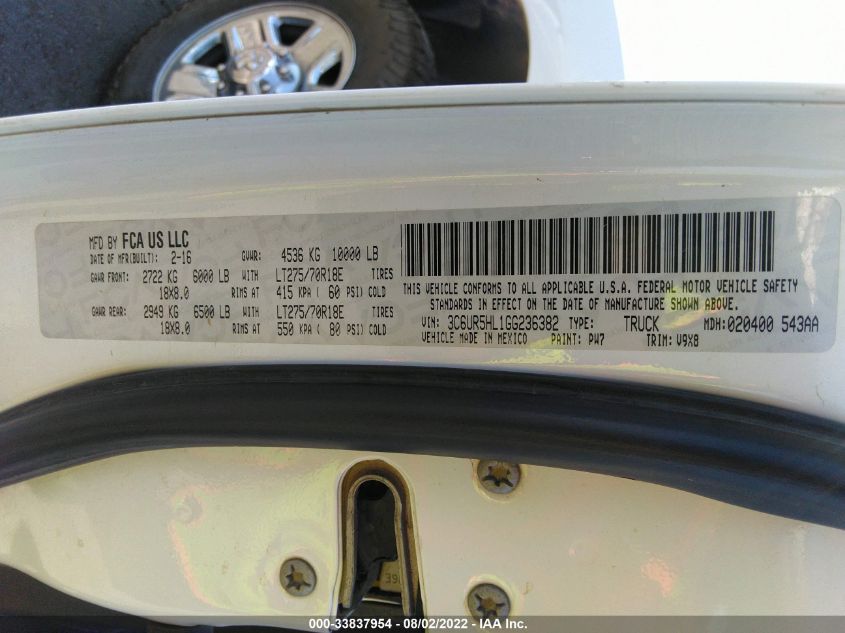 MFD BY FCA US LLC
DATE OF MFR(BUILT): 2-16 GVWR: 4536 KG 10000 LB
GAWR FRONT: 2722 KG 6000 LB WITH LT275/70R18E TIRES
18X8.0 RIMS AT 415 KPA ( 60 PSI) COLD
GAWR REAR: 2949 KG 6500 LB WITH LT275/70R18E TIRES
18X8.0 RIMS AT 550 KPA ( 80 PSI) COLD
THIS VEHICLE CONFORMS TO ALL APPLICABLE U.S.A. FEDERAL MOTOR VEHICLE SAFETY
STANDARDS IN EFFECT ON THE DATE OF MANUFACTURE SHOWN ABOVE.
VIN: 3C6UR5HL1GG236382 TYPE: TRUCK MDH: 020400 543AA
VEHICLE MADE IN MEXICO PAINT: PW7 TRIM: V9X8
000-33837954 - 08/02/2022 - IAA Inc.